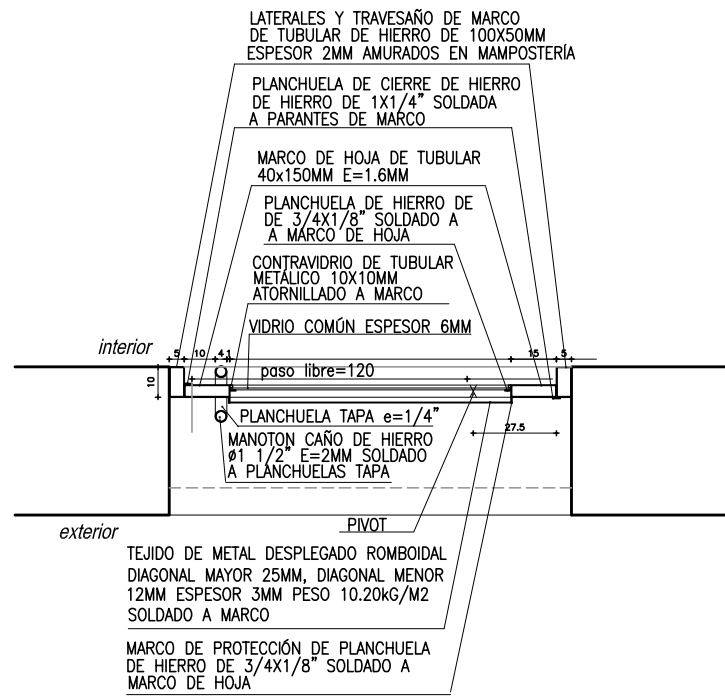 LATERALES Y TRAVESAÑO DE MARCO
DE TUBULAR DE HIERRO DE 100X50MM
ESPESOR 2MM AMURADOS EN MAMPOSTERÍA
PLANCHUELA DE CIERRE DE HIERRO
DE HIERRO DE 1X1/4" SOLDADA
A PARANTES DE MARCO
MARCO DE HOJA DE TUBULAR
40x150MM E=1.6MM
PLANCHUELA DE HIERRO DE
DE 3/4X1/8" SOLDADO A
A MARCO DE HOJA
CONTRAVIDRIO DE TUBULAR
METÁLICO 10X10MM
ATORNILLADO A MARCO
VIDRIO COMÚN ESPESOR 6MM
interior
5 10 4 1 15 5
10
paso libre=120
PLANCHUELA TAPA e=1/4"
MANOTON CAÑO DE HIERRO
ø1 1/2" E=2MM SOLDADO
A PLANCHUELAS TAPA
27.5
PIVOT
exterior
TEJIDO DE METAL DESPLEGADO ROMBOIDAL
DIAGONAL MAYOR 25MM, DIAGONAL MENOR
12MM ESPESOR 3MM PESO 10.20kG/M2
SOLDADO A MARCO
MARCO DE PROTECCIÓN DE PLANCHUELA
DE HIERRO DE 3/4X1/8" SOLDADO A
MARCO DE HOJA